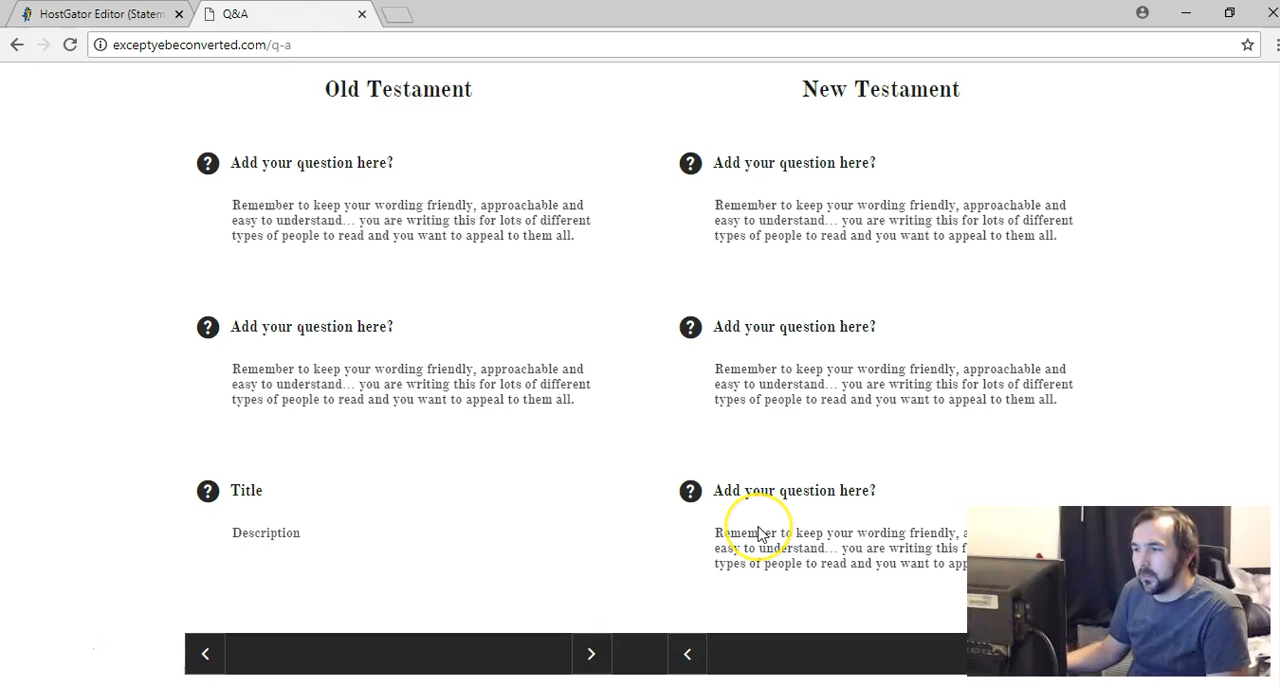 HostGator Editor (Statem
Q&A
exceptyebeconverted.com/q-a
Old Testament
New Testament
Add your question here?
Remember to keep your wording friendly, approachable and
easy to understand... you are writing this for lots of different
types of people to read and you want to appeal to them all.
Add your question here?
Remember to keep your wording friendly, approachable and
easy to understand... you are writing this for lots of different
types of people to read and you want to appeal to them all.
Add your question here?
Remember to keep your wording friendly, approachable and
easy to understand... you are writing this for lots of different
types of people to read and you want to appeal to them all.
Add your question here?
Remember to keep your wording friendly, approachable and
easy to understand... you are writing this for lots of different
types of people to read and you want to appeal to them all.
Title
Description
Add your question here?
Remember to keep your wording friendly, a
easy to understand... you are writing this f
types of people to read and you want to app